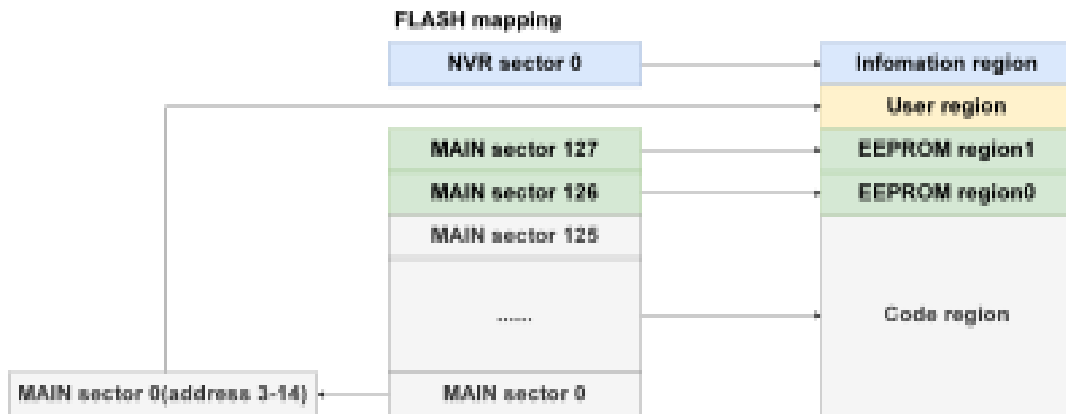 FLASH mapping
NVR sector 0
Infomation region
User region
MAIN sector 127
EEPROM region1
MAIN sector 126
EEPROM region0
MAIN sector 125
......
Code region
MAIN sector 0(address 3-14)
MAIN sector 0